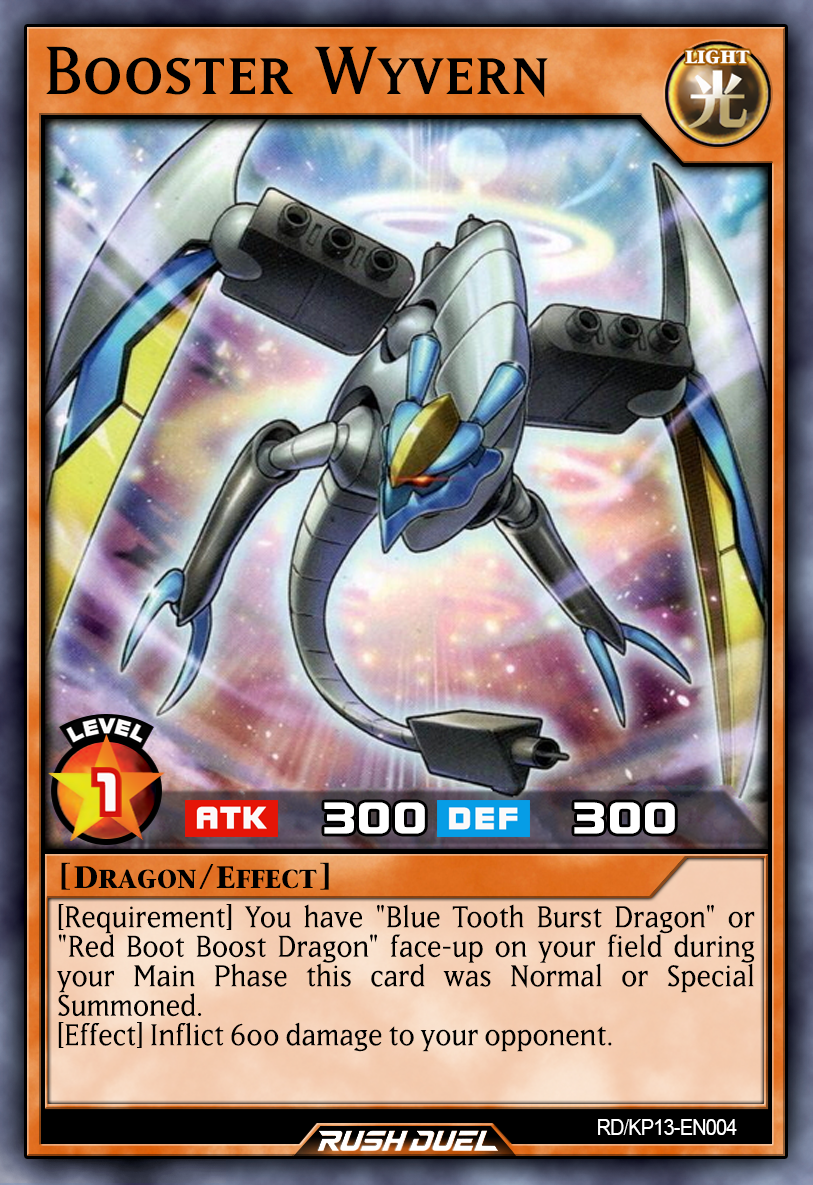 Booster Wyvern
LIGHT
光
LEVEL
1
ATK 300 DEF 300
[Dragon/Effect]
[Requirement] You have "Blue Tooth Burst Dragon" or
"Red Boot Boost Dragon" face-up on your field during
your Main Phase this card was Normal or Special
Summoned.
[Effect] Inflict 600 damage to your opponent.
RUSH DUEL
RD/KP13-EN004